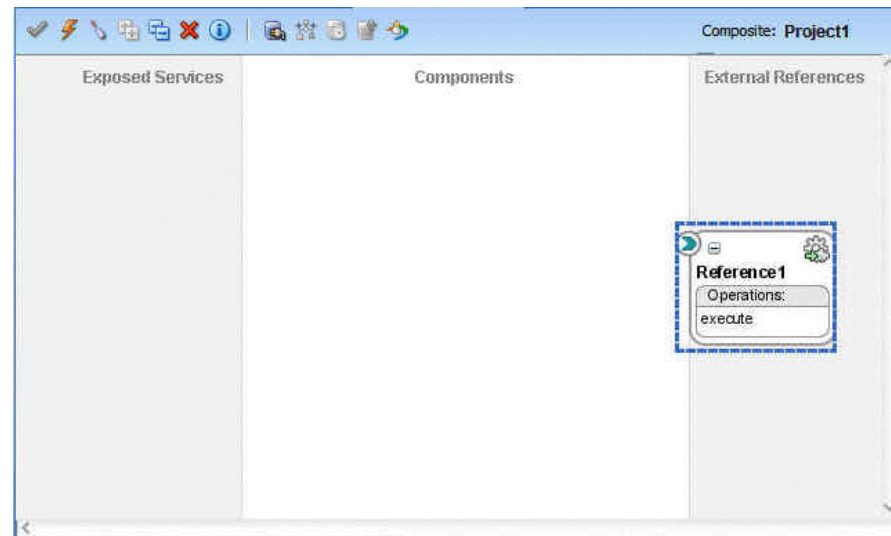 Composite: Project1
Exposed Services
Components
External References
Reference1
Operations:
execute